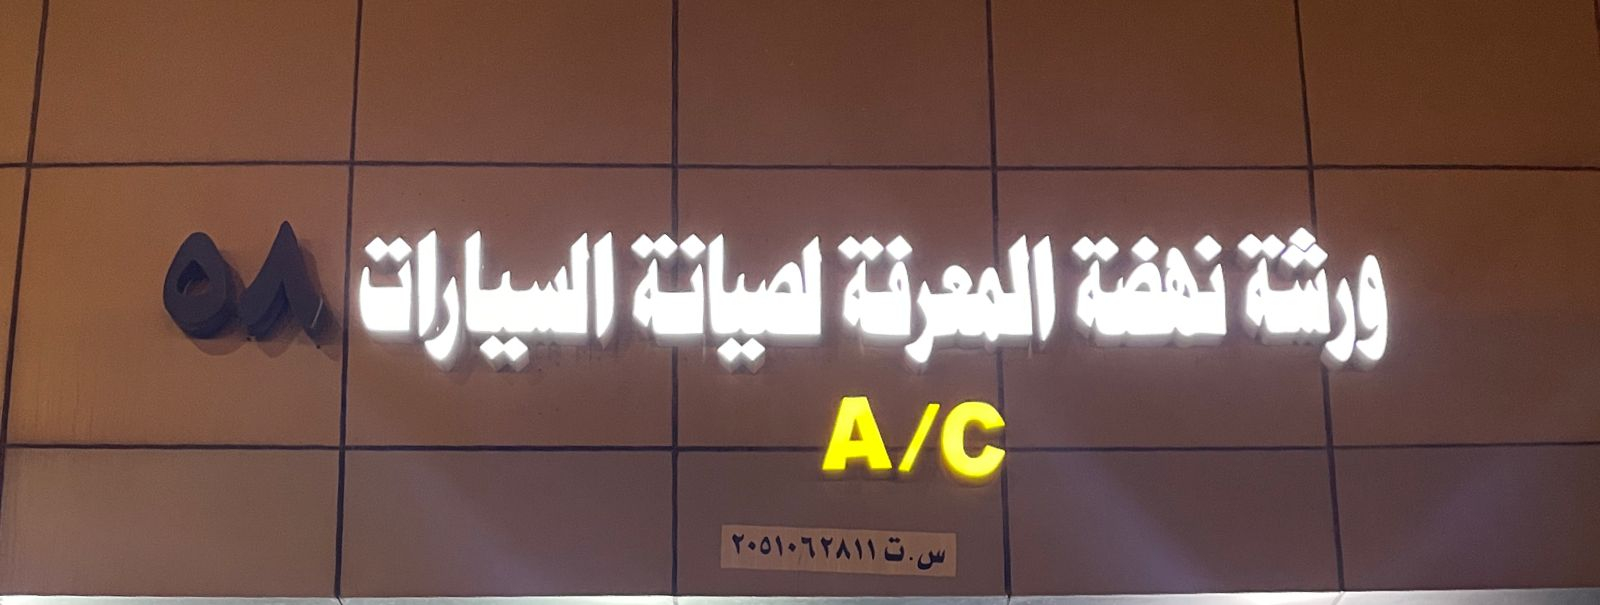 ورشة نهضة المعرفة لصيانة السيارات ٥٨
A/C
س.ت ٢٠٥١٠٦٢٨١١